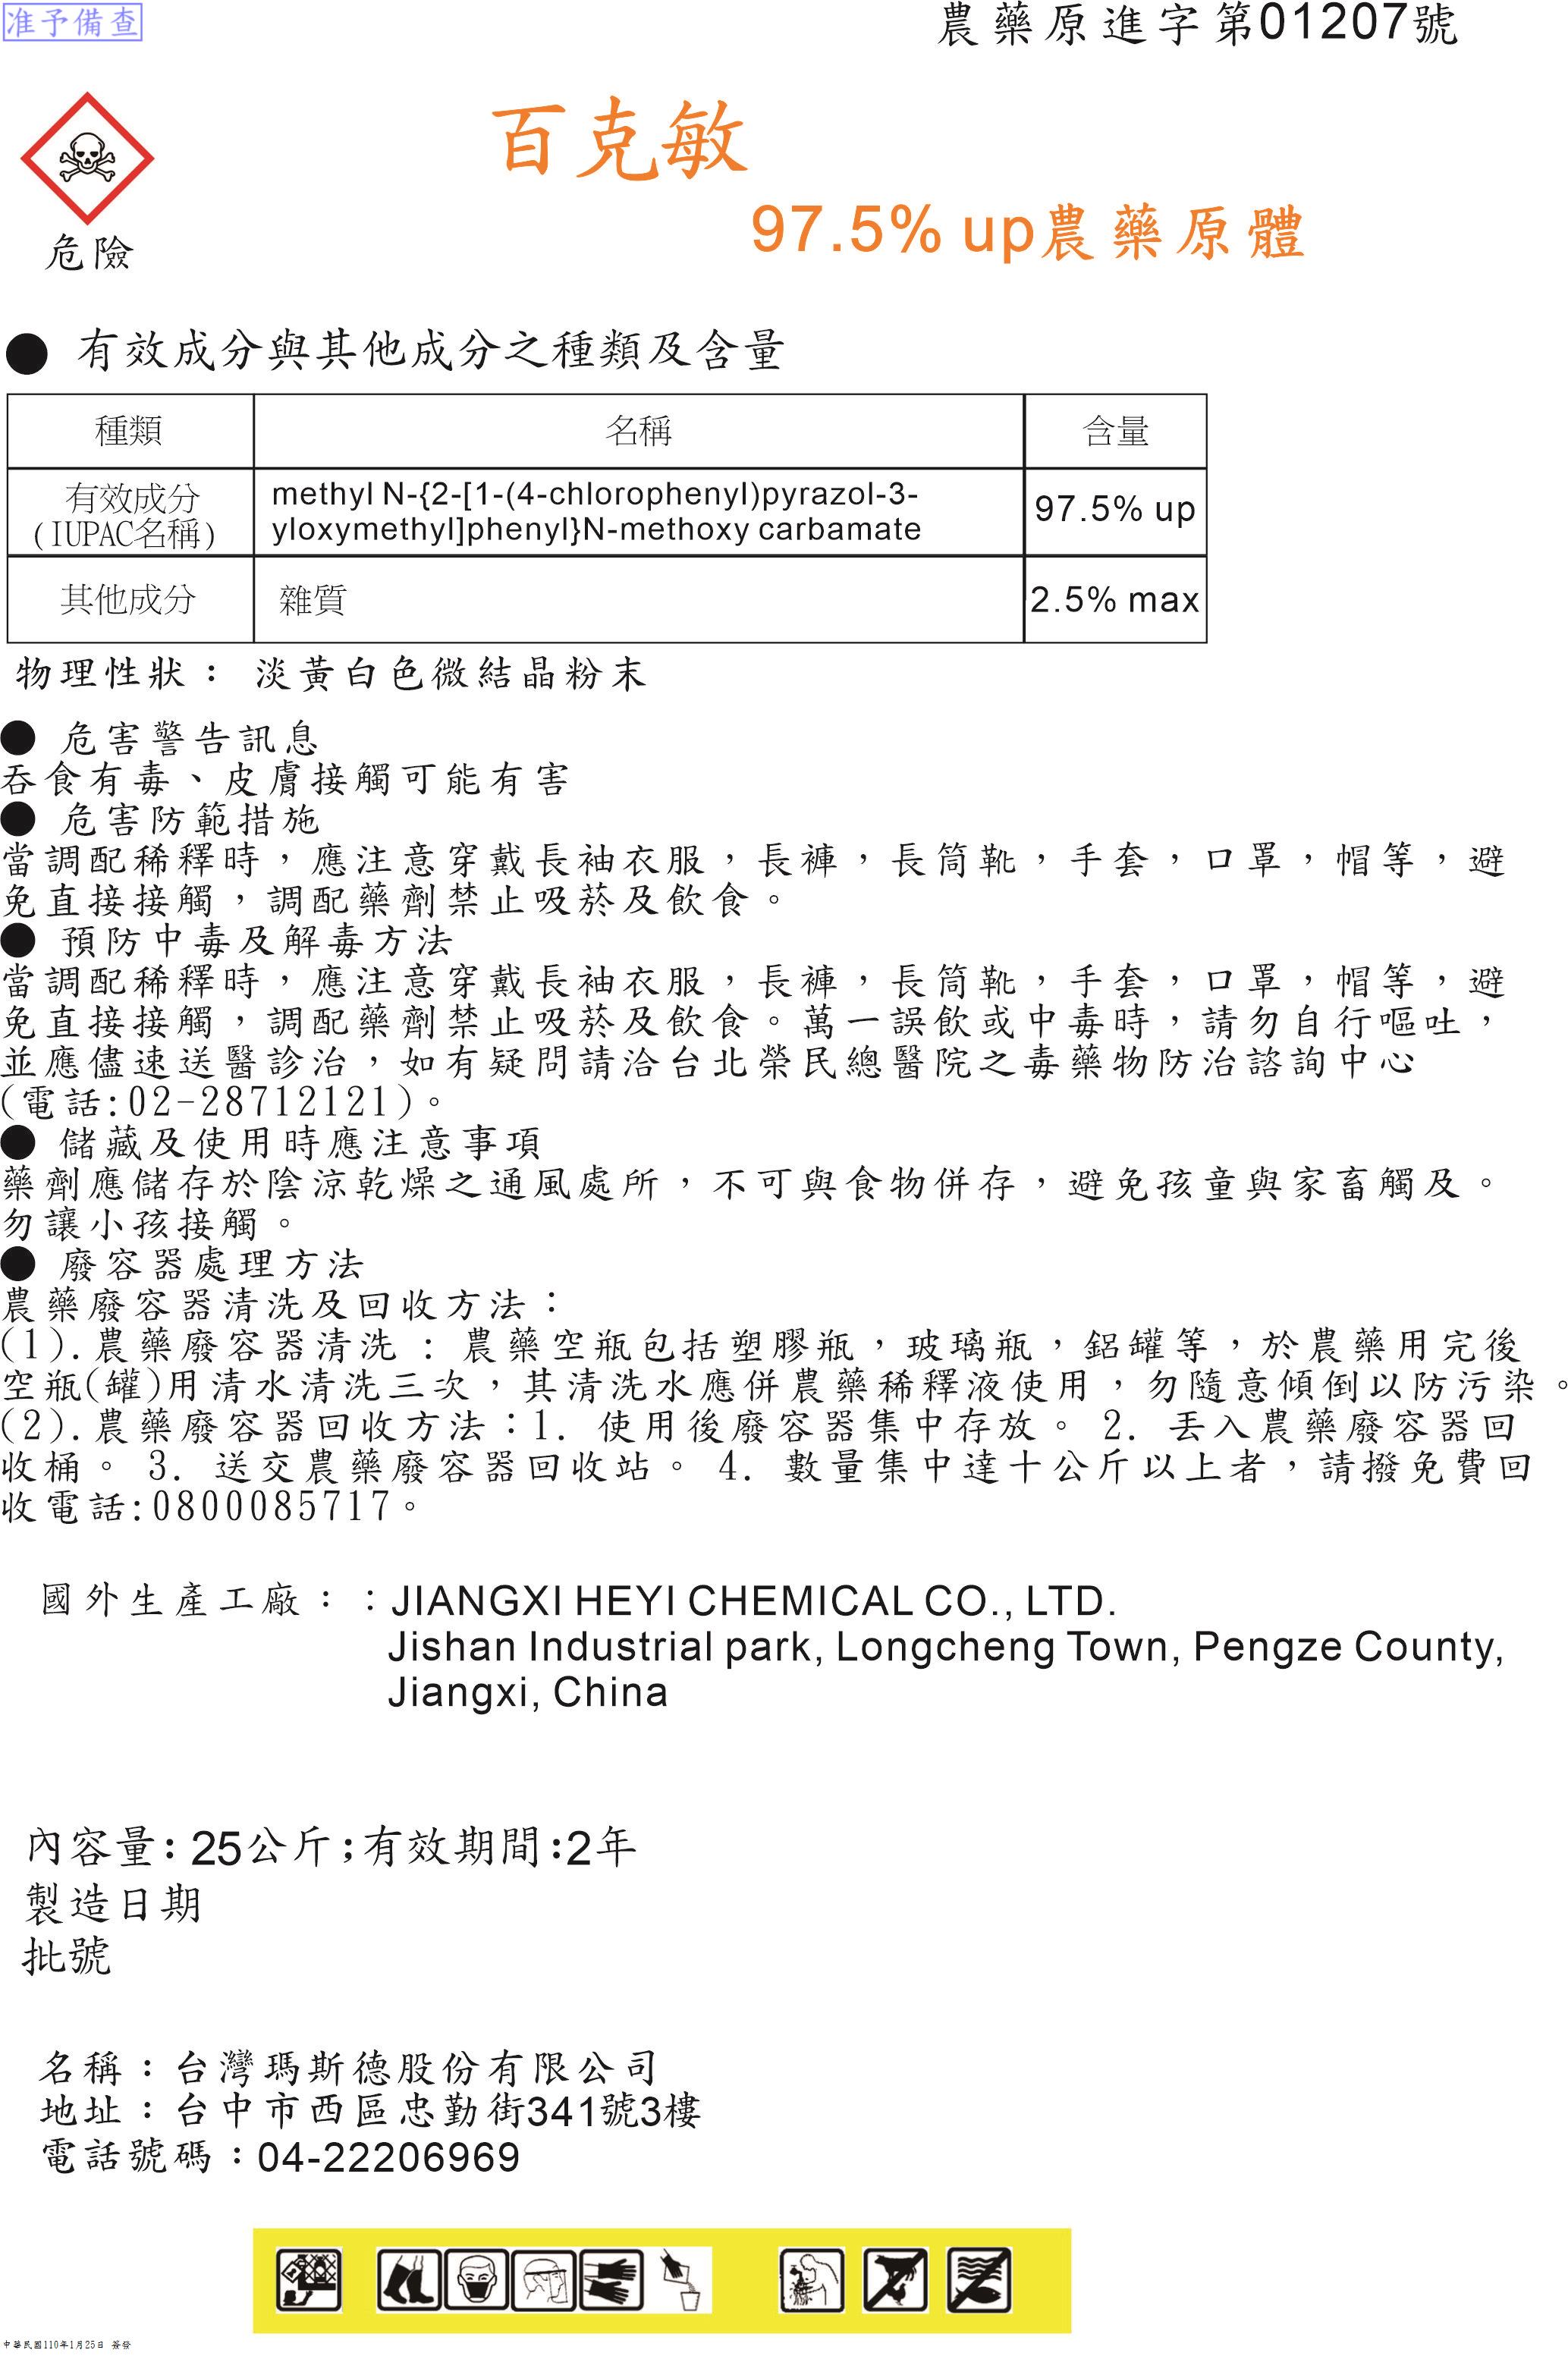 准予備查
農藥原進字第01207號
百克敏
97.5% up農藥原體
危險
● 有效成分與其他成分之種類及含量
種類 名稱 含量
有效成分
(IUPAC名稱)
methyl N-{2-[1-(4-chlorophenyl)pyrazol-3-
yloxymethyl]phenyl}N-methoxy carbamate
97.5% up
其他成分 雜質 2.5% max
物理性狀： 淡黃白色微結晶粉末
● 危害警告訊息
吞食有毒、皮膚接觸可能有害
● 危害防範措施
當調配稀釋時，應注意穿戴長袖衣服，長褲，長筒靴，手套，口罩，帽等，避
免直接接觸，調配藥劑禁止吸菸及飲食。
● 預防中毒及解毒方法
當調配稀釋時，應注意穿戴長袖衣服，長褲，長筒靴，手套，口罩，帽等，避
免直接接觸，調配藥劑禁止吸菸及飲食。萬一誤飲或中毒時，請勿自行嘔吐，
並應儘速送醫診治，如有疑問請洽台北榮民總醫院之毒藥物防治諮詢中心
(電話:02-28712121)。
● 儲藏及使用時應注意事項
藥劑應儲存於陰涼乾燥之通風處所，不可與食物併存，避免孩童與家畜觸及。
勿讓小孩接觸。
● 廢容器處理方法
農藥廢容器清洗及回收方法：
(1).農藥廢容器清洗 : 農藥空瓶包括塑膠瓶，玻璃瓶，鋁罐等，於農藥用完後
空瓶(罐)用清水清洗三次，其清洗水應併農藥稀釋液使用，勿隨意傾倒以防污染。
(2).農藥廢容器回收方法：1. 使用後廢容器集中存放。 2. 丟入農藥廢容器回
收桶。 3. 送交農藥廢容器回收站。 4. 數量集中達十公斤以上者，請撥免費回
收電話:0800085717。
國外生產工廠：：JIANGXI HEYI CHEMICAL CO., LTD.
Jishan Industrial park, Longcheng Town, Pengze County,
Jiangxi, China
內容量: 25公斤;有效期間:2年
製造日期
批號
名稱：台灣瑪斯德股份有限公司
地址：台中市西區忠勤街341號3樓
電話號碼：04-22206969
中華民國110年1月25日 簽發